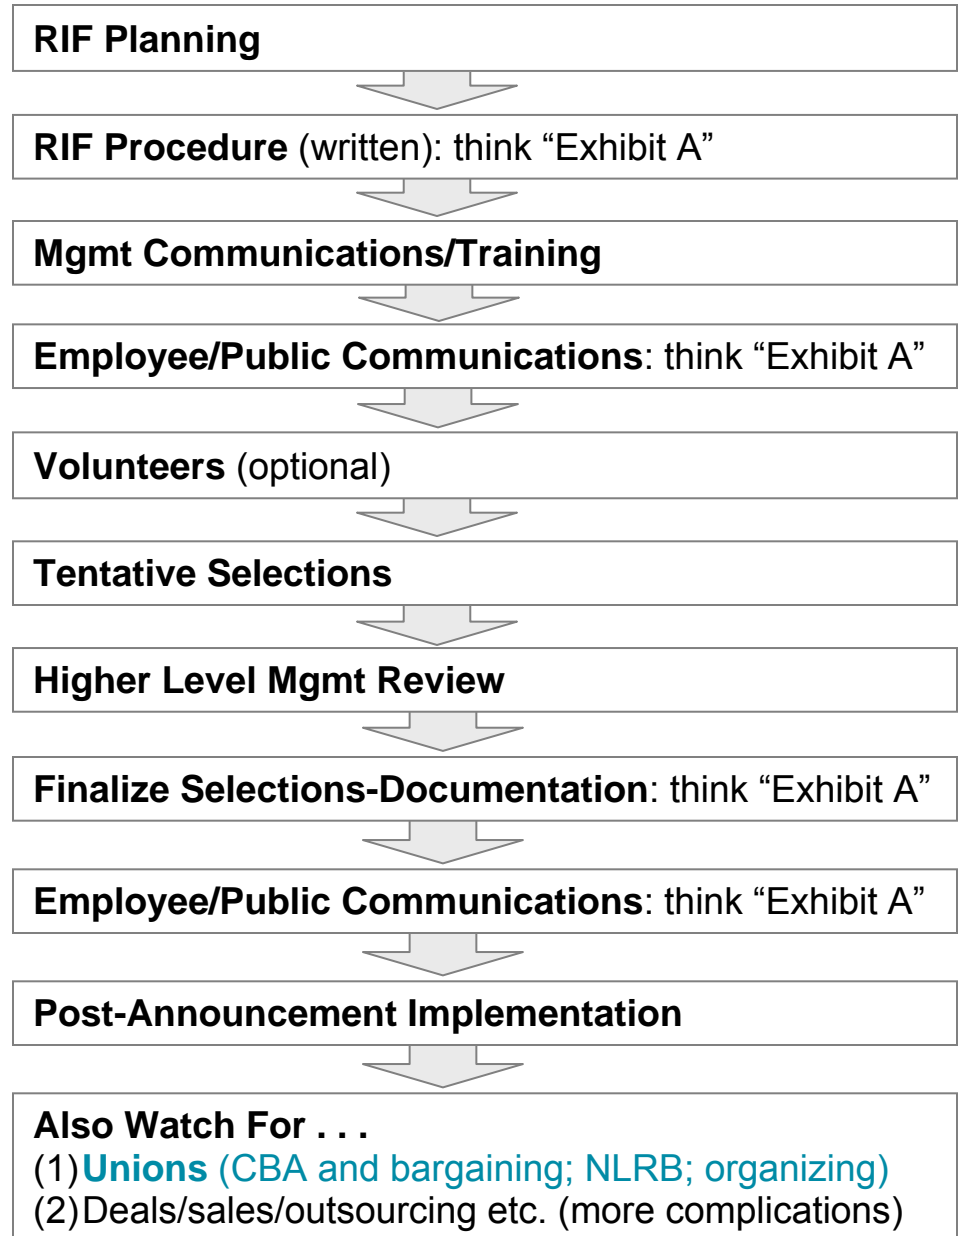 RIF Planning
RIF Procedure (written): think “Exhibit A”
Mgmt Communications/Training
Employee/Public Communications: think “Exhibit A”
Volunteers (optional)
Tentative Selections
Higher Level Mgmt Review
Finalize Selections-Documentation: think “Exhibit A”
Employee/Public Communications: think “Exhibit A”
Post-Announcement Implementation
Also Watch For . . .
(1) Unions (CBA and bargaining; NLRB; organizing)
(2) Deals/sales/outsourcing etc. (more complications)